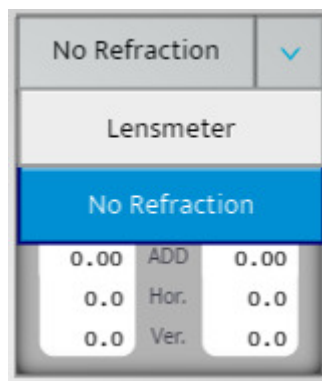 No Refraction
Lensmeter
No Refraction
0.00 ADD 0.00
0.0 Hor. 0.0
0.0 Ver. 0.0